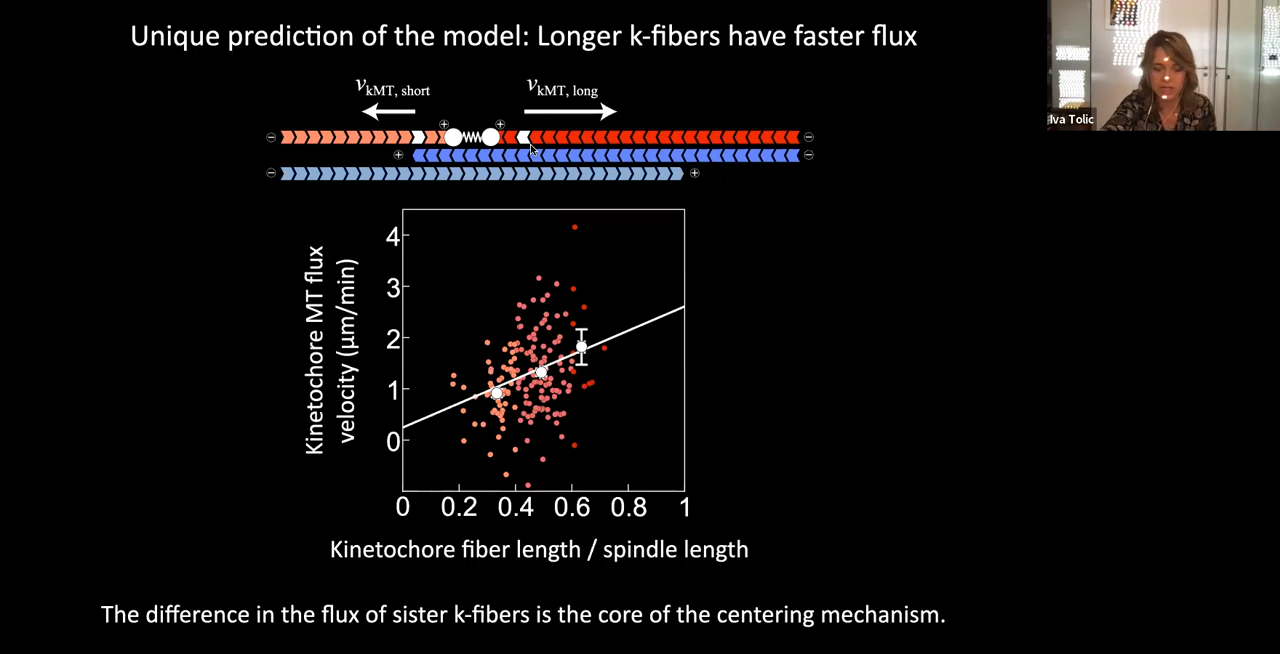 Unique prediction of the model: Longer k-fibers have faster flux
Iva Tolic
vkMT, short
vkMT, long
+ +
− −
+ −
− +
Kinetochore MT flux
velocity (μm/min)
4
3
2
1
0
0 0.2 0.4 0.6 0.8 1
Kinetochore fiber length / spindle length
The difference in the flux of sister k-fibers is the core of the centering mechanism.